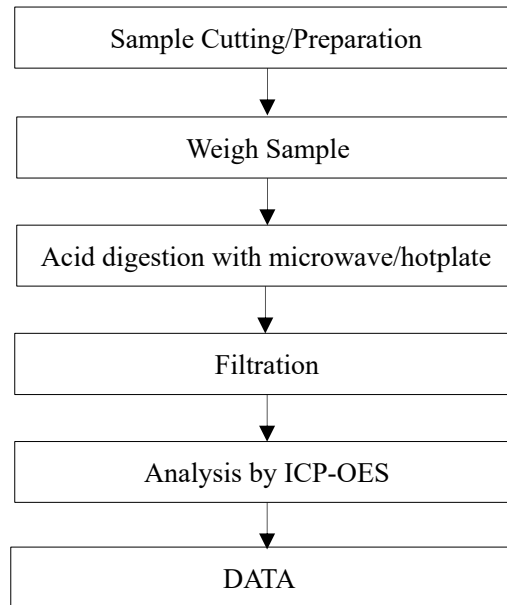 Sample Cutting/Preparation
Weigh Sample
Acid digestion with microwave/hotplate
Filtration
Analysis by ICP-OES
DATA